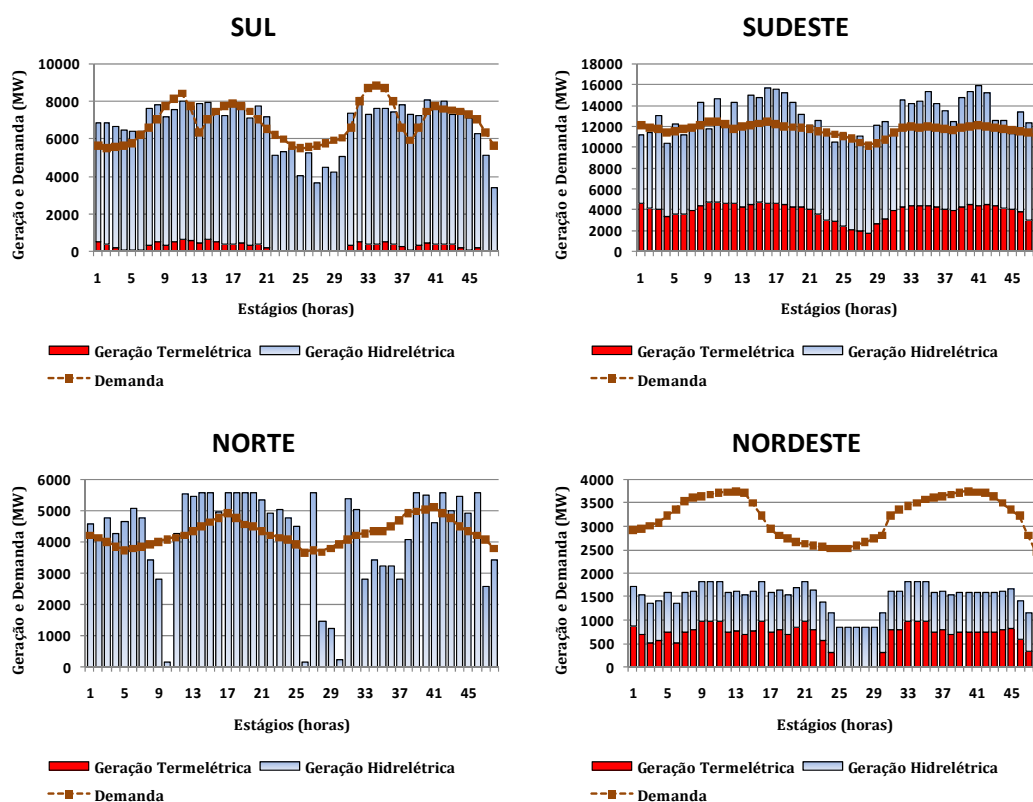 SUL
Geração e Demanda (MW)
10000
8000
6000
4000
2000
0
1 5 9 13 17 21 25 29 33 37 41 45
Estágios (horas)
Geração Termelétrica Geração Hidrelétrica
Demanda
SUDESTE
Geração e Demanda (MW)
18000
16000
14000
12000
10000
8000
6000
4000
2000
0
1 5 9 13 17 21 25 29 33 37 41 45
Estágios (horas)
Geração Termelétrica Geração Hidrelétrica
Demanda
NORTE
Geração e Demanda (MW)
6000
5000
4000
3000
2000
1000
0
1 5 9 13 17 21 25 29 33 37 41 45
Estágios (horas)
Geração Termelétrica Geração Hidrelétrica
Demanda
NORDESTE
Geração e Demanda (MW)
4000
3500
3000
2500
2000
1500
1000
500
0
1 5 9 13 17 21 25 29 33 37 41 45
Estágios (horas)
Geração Termelétrica Geração Hidrelétrica
Demanda